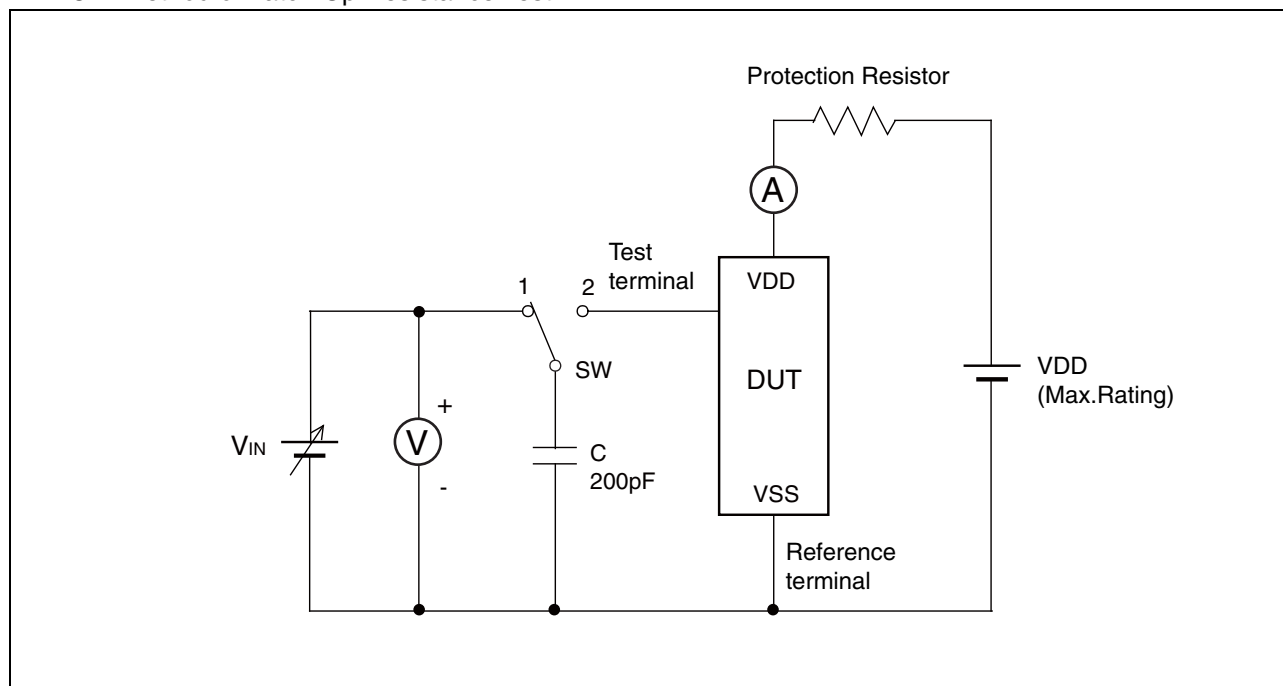 Protection Resistor
A
Test
terminal
VDD
1
2
SW
DUT
VDD
(Max.Rating)
VIN
+
V
-
C
200pF
VSS
Reference
terminal